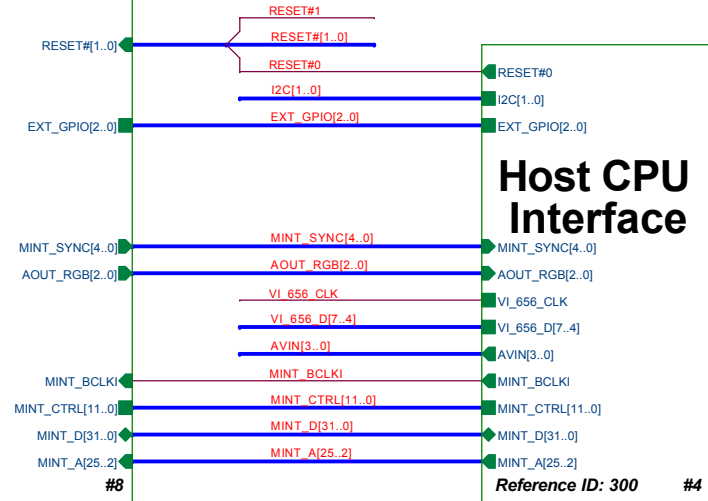 RESET#1
RESET#[1..0] RESET#[1..0]
RESET#0 RESET#0
I2C[1..0] I2C[1..0]
EXT_GPIO[2..0] EXT_GPIO[2..0] EXT_GPIO[2..0]
Host CPU
Interface
MINT_SYNC[4..0] MINT_SYNC[4..0] MINT_SYNC[4..0]
AOUT_RGB[2..0] AOUT_RGB[2..0] AOUT_RGB[2..0]
VI_656_CLK VI_656_CLK
VI_656_D[7..4] VI_656_D[7..4]
AVIN[3..0] AVIN[3..0]
MINT_BCLKI MINT_BCLKI MINT_BCLKI
MINT_CTRL[11..0] MINT_CTRL[11..0] MINT_CTRL[11..0]
MINT_D[31..0] MINT_D[31..0] MINT_D[31..0]
MINT_A[25..2] MINT_A[25..2] MINT_A[25..2]
#8 Reference ID: 300 #4